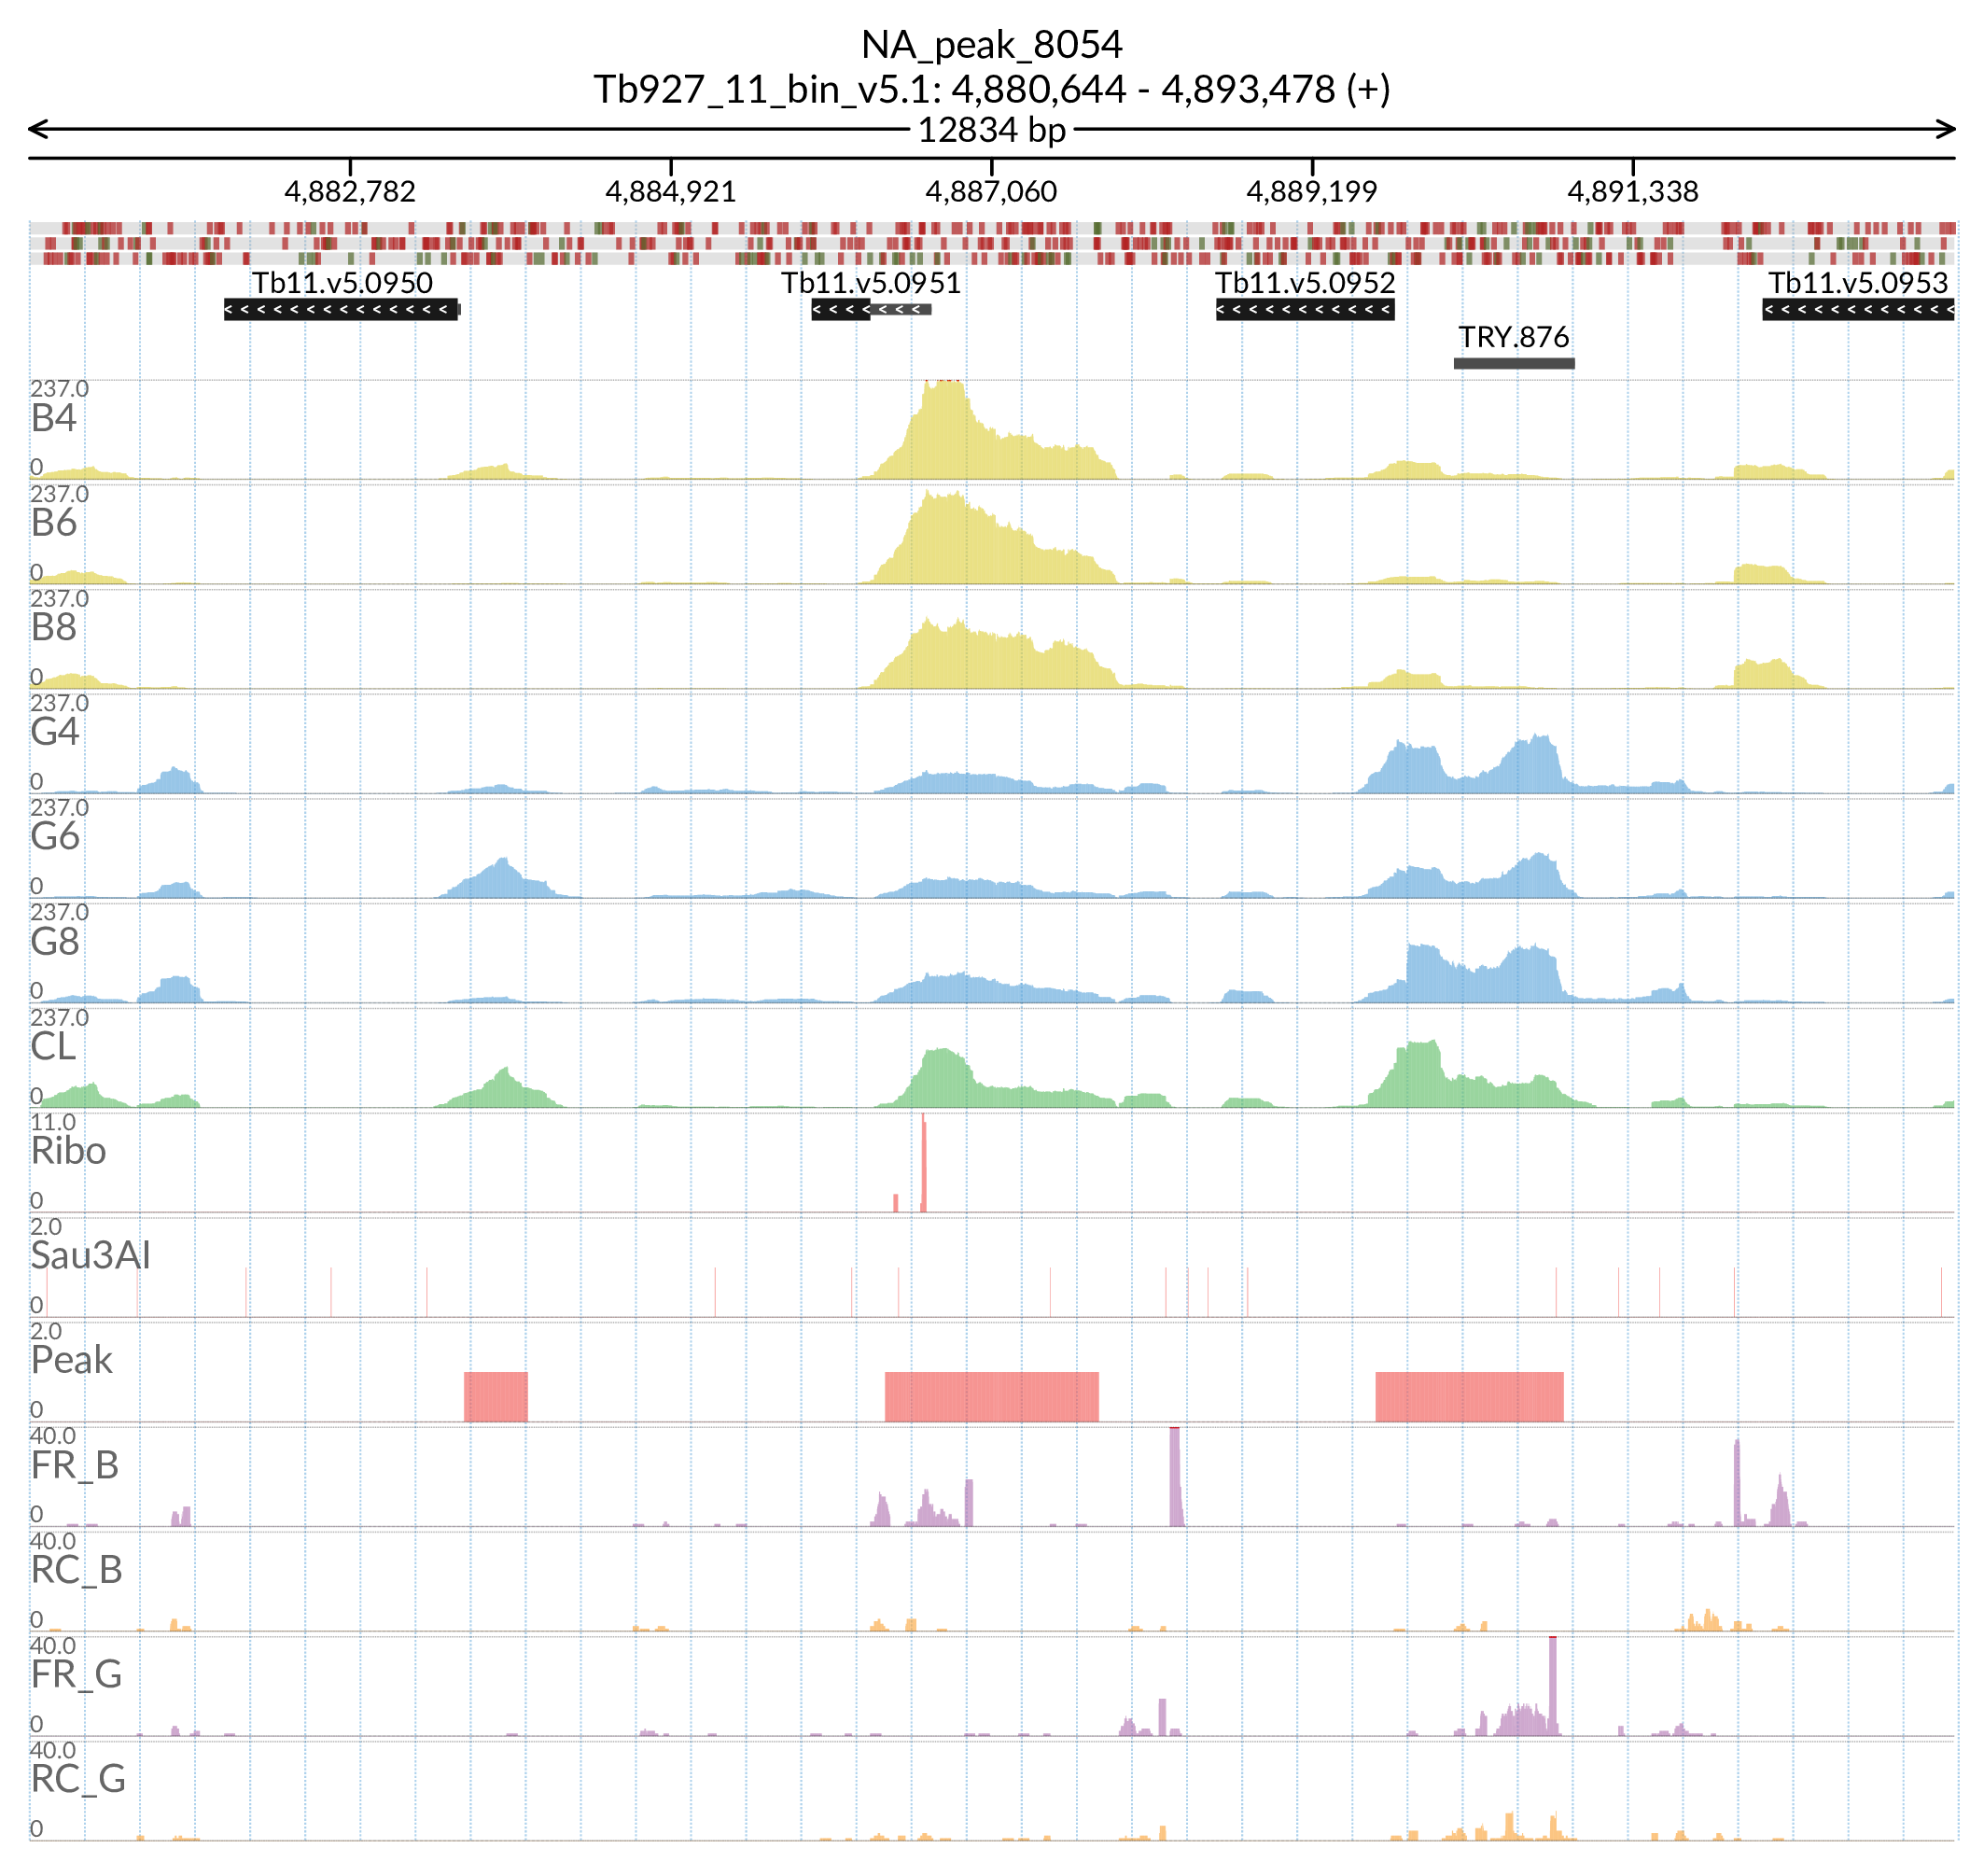 NA_peak_8054
Tb927_11_bin_v5.1: 4,880,644 - 4,893,478 (+)
12834 bp
4,882,782 4,884,921 4,887,060 4,889,199 4,891,338
Tb11.v5.0950 Tb11.v5.0951 Tb11.v5.0952 Tb11.v5.0953
TRY.876
237.0
B4
0
237.0
B6
0
237.0
B8
0
237.0
G4
0
237.0
G6
0
237.0
G8
0
237.0
CL
0
11.0
Ribo
0
2.0
Sau3AI
0
2.0
Peak
0
40.0
FR_B
0
40.0
RC_B
0
40.0
FR_G
0
40.0
RC_G
0